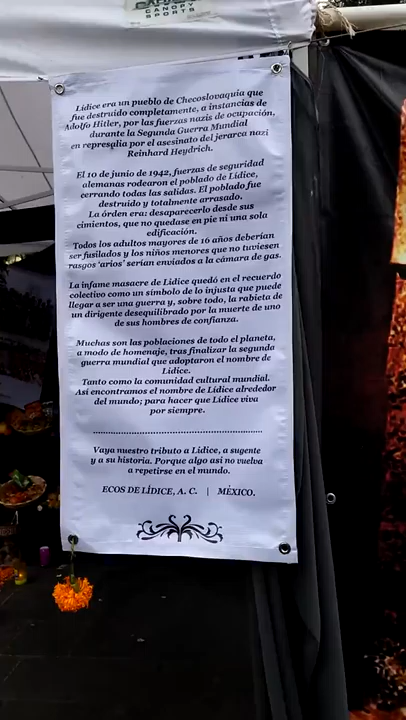 CANOPY
SPORTS
Lídice era un pueblo de Checoslovaquia que
fue destruido completamente, a instancias de
Adolfo Hitler, por las fuerzas nazis de ocupación,
durante la Segunda Guerra Mundial
en represalia por el asesinato del jerarca nazi
Reinhard Heydrich.
El 10 de junio de 1942, fuerzas de seguridad
alemanas rodearon el poblado de Lídice,
cerrando todas las salidas. El poblado fue
destruido y totalmente arrasado.
La órden era: desaparecerlo desde sus
cimientos, que no quedase en pie ni una sola
edificación.
Todos los adultos mayores de 16 años deberían
ser fusilados y los niños menores que no tuviesen
rasgos 'arios' serían enviados a la cámara de gas.
La infame masacre de Lídice quedó en el recuerdo
colectivo como un símbolo de lo injusta que puede
llegar a ser una guerra y, sobre todo, la rabieta de
un dirigente desequilibrado por la muerte de uno
de sus hombres de confianza.
Muchas son las poblaciones de todo el planeta,
a modo de homenaje, tras finalizar la segunda
guerra mundial que adoptaron el nombre de
Lídice.
Tanto como la comunidad cultural mundial.
Así encontramos el nombre de Lídice alrededor
del mundo; para hacer que Lídice viva
por siempre.
Vaya nuestro tributo a Lídice, a sugente
y a su historia. Porque algo así no vuelva
a repetirse en el mundo.
ECOS DE LÍDICE, A. C. | MÉXICO.